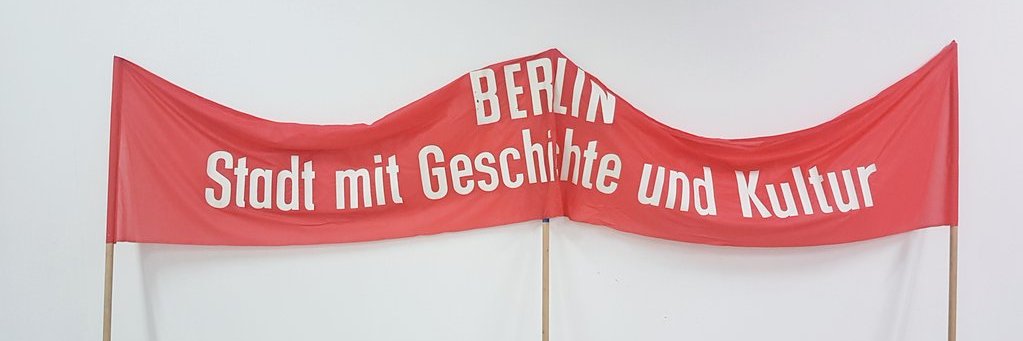 BERLIN
Stadt mit Geschichte und Kultur